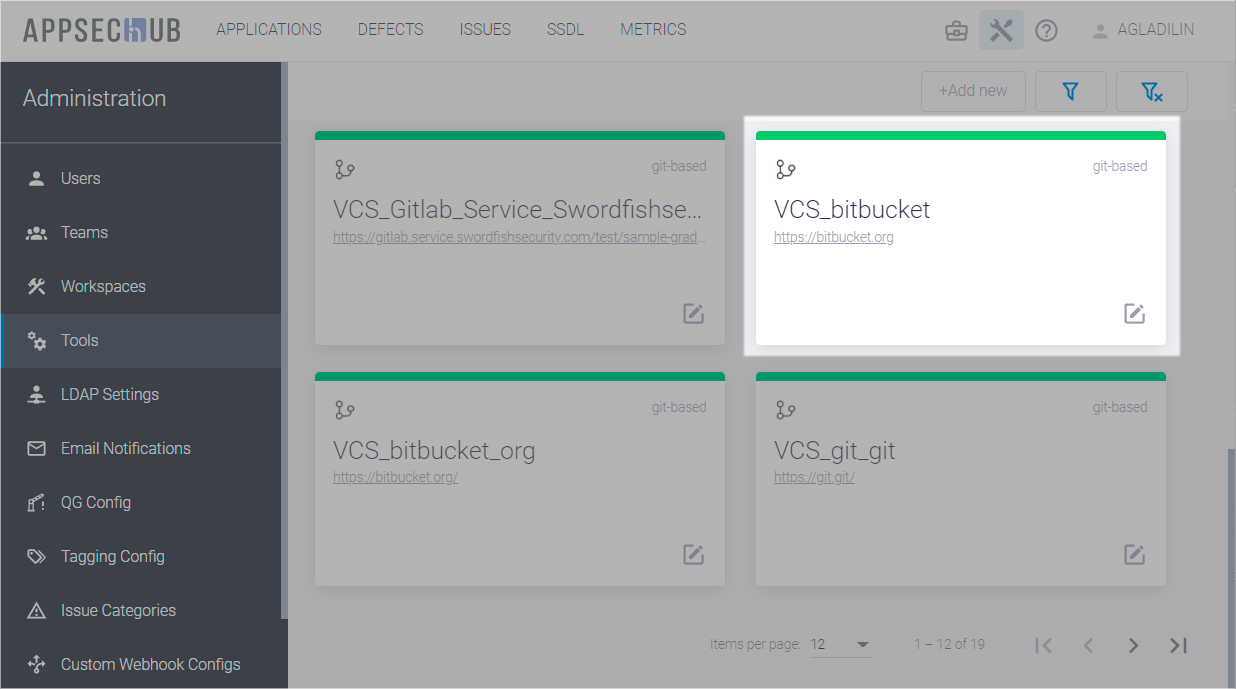 APPSECHUB APPLICATIONS DEFECTS ISSUES SSDL METRICS AGLADILIN
Administration
+Add new
Users
Teams
Workspaces
Tools
LDAP Settings
Email Notifications
QG Config
Tagging Config
Issue Categories
Custom Webhook Configs
git-based
VCS_Gitlab_Service_Swordfishse...
https://gitlab.service.swordfishsecurity.com/test/sample-grad...
git-based
VCS_bitbucket
https://bitbucket.org
git-based
VCS_bitbucket_org
https://bitbucket.org/
git-based
VCS_git_git
https://git.git/
Items per page: 12 1 – 12 of 19